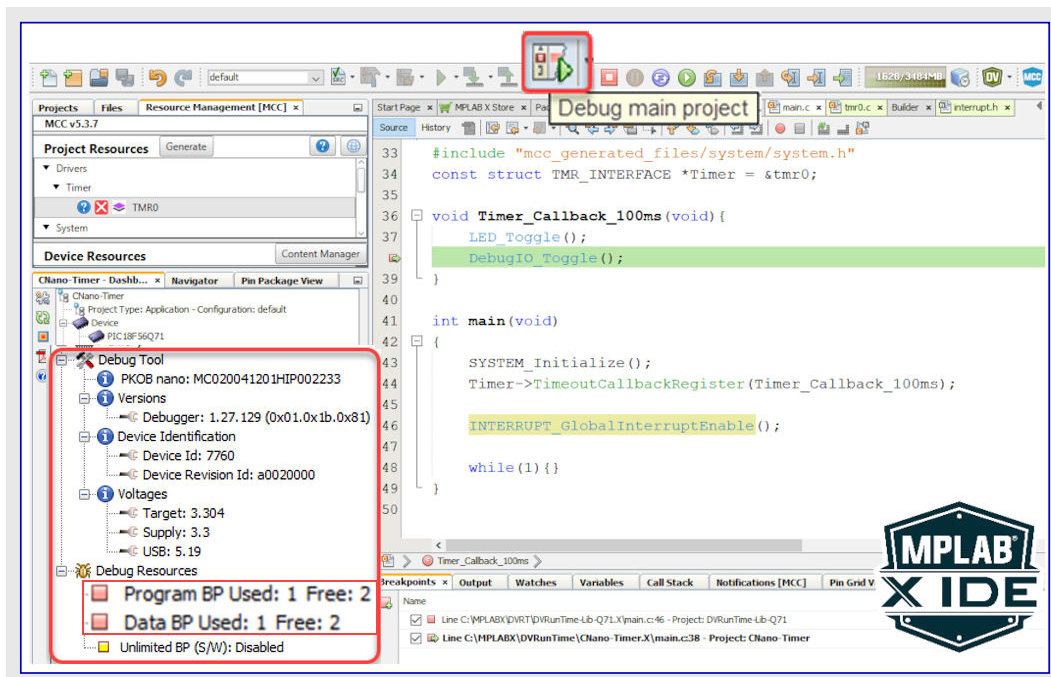 default
1628/3484MB
DV
MCC
Debug main project
Projects
Files
Resource Management [MCC] ×
MCC v5.3.7
Project Resources
Generate
Drivers
Timer
TMR0
System
Device Resources
Content Manager
CNano-Timer - Dashb... ×
Navigator
Pin Package View
CNano-Timer
Project Type: Application - Configuration: default
Device
PIC18F56Q71
Debug Tool
PKOB nano: MC020041201HIP002233
Versions
Debugger: 1.27.129 (0x01.0x1b.0x81)
Device Identification
Device Id: 7760
Device Revision Id: a0020000
Voltages
Target: 3.304
Supply: 3.3
USB: 5.19
Debug Resources
Program BP Used: 1 Free: 2
Data BP Used: 1 Free: 2
Unlimited BP (S/W): Disabled
Start Page ×
MPLAB X Store ×
main.c ×
tmr0.c ×
Builder ×
interrupt.h ×
Source
History
33 #include "mcc_generated_files/system/system.h"
34 const struct TMR_INTERFACE *Timer = &tmr0;
35
36 void Timer_Callback_100ms(void){
37 LED_Toggle();
DebugIO_Toggle();
39 }
40
41 int main(void)
42 {
43 SYSTEM_Initialize();
44 Timer->TimeoutCallbackRegister(Timer_Callback_100ms);
45
46 INTERRUPT_GlobalInterruptEnable();
47
48 while(1){}
49 }
50
Timer_Callback_100ms
Breakpoints ×
Output
Watches
Variables
Call Stack
Notifications [MCC]
Pin Grid V
Name
Line C:\MPLABX\DVRT\DVRunTime-Lib-Q71.X\main.c:46 - Project: DVRunTime-Lib-Q71
Line C:\MPLABX\DVRunTime\CNano-Timer.X\main.c:38 - Project: CNano-Timer
MPLAB®
X IDE